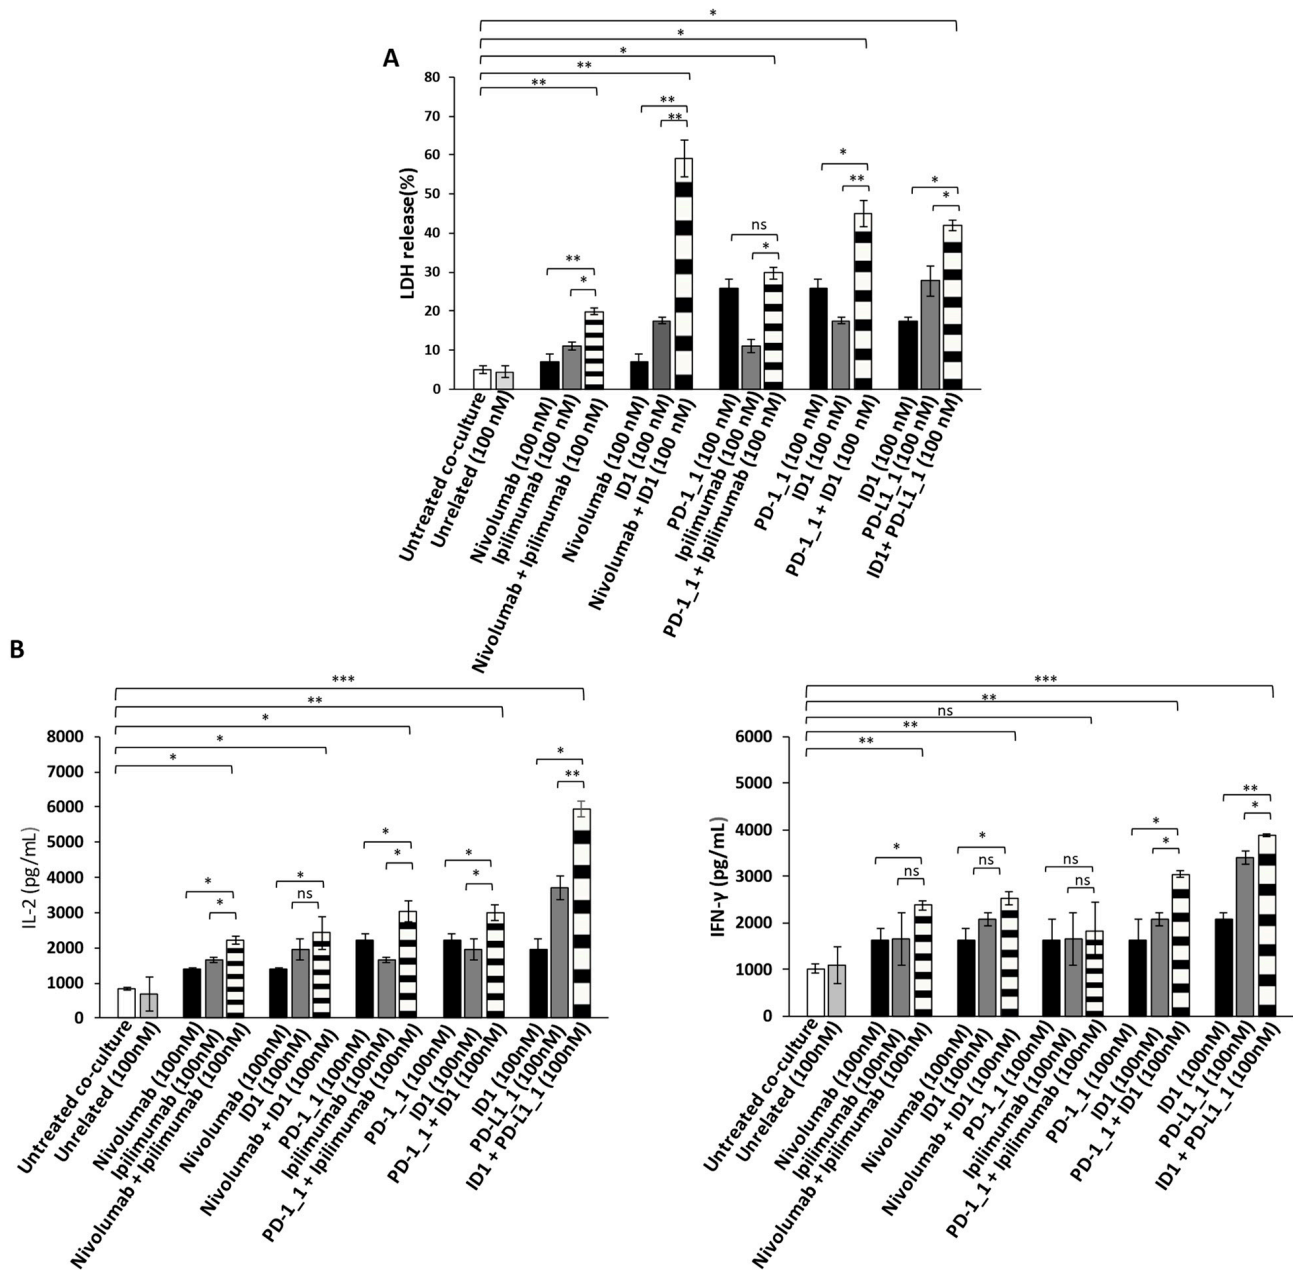 A
*
*
*
**
**
80
70
60
50
40
30
20
10
0
LDH release(%)
**
*
**
**
ns
*
*
**
*
*
Untreated co-culture
Unrelated (100 nM)
Nivolumab (100 nM)
Ipilimumab (100 nM)
Nivolumab + Ipilimumab (100 nM)
Nivolumab (100 nM)
ID1 (100 nM)
Nivolumab + ID1 (100 nM)
PD-1_1 (100 nM)
Ipilimumab (100 nM)
PD-1_1 + Ipilimumab (100 nM)
PD-1_1 (100 nM)
ID1 (100 nM)
PD-1_1 + ID1 (100 nM)
ID1 (100 nM)
PD-L1_1 (100 nM)
ID1+ PD-L1_1 (100 nM)
B
***
**
*
*
*
8000
7000
6000
5000
4000
3000
2000
1000
0
IL-2 (pg/mL)
*
*
*
ns
*
*
*
*
*
**
Untreated co-culture
Unrelated (100nM)
Nivolumab (100nM)
Ipilimumab (100nM)
Nivolumab + Ipilimumab (100nM)
Nivolumab (100nM)
ID1 (100nM)
Nivolumab + ID1 (100nM)
PD-1_1 (100nM)
Ipilimumab (100nM)
PD-1_1 + Ipilimumab (100nM)
PD-1_1 (100nM)
ID1 (100nM)
PD-1_1 + ID1 (100nM)
ID1 (100nM)
PD-L1_1 (100nM)
ID1 + PD-L1_1 (100nM)
***
**
ns
**
**
6000
5000
4000
3000
2000
1000
0
IFN-γ (pg/mL)
*
ns
*
ns
ns
ns
*
*
**
*
Untreated co-culture
Unrelated (100nM)
Nivolumab (100nM)
Ipilimumab (100nM)
Nivolumab + Ipilimumab (100nM)
Nivolumab (100nM)
ID1 (100nM)
Nivolumab + ID1 (100nM)
PD-1_1 (100nM)
Ipilimumab (100nM)
PD-1_1 + Ipilimumab (100nM)
PD-1_1 (100nM)
ID1 (100nM)
PD-1_1 + ID1 (100nM)
ID1 (100nM)
PD-L1_1 (100nM)
ID1 + PD-L1_1 (100nM)